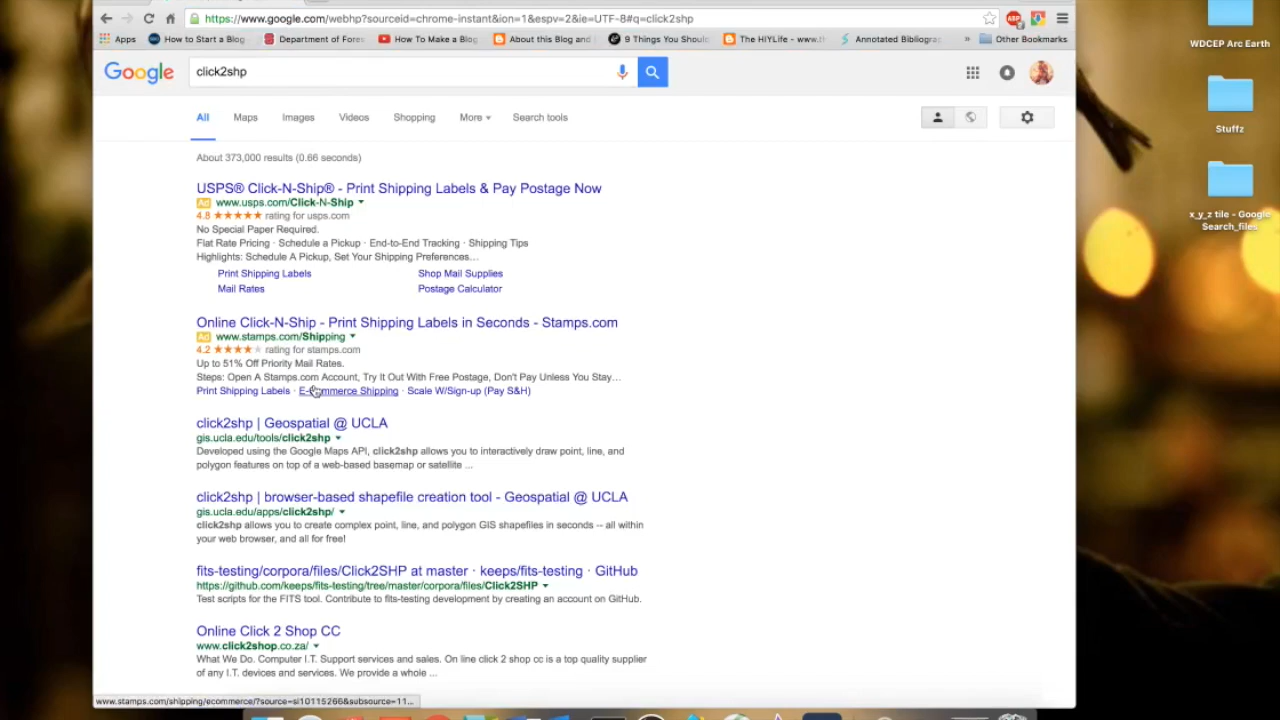 https://www.google.com/webhp?sourceid=chrome-instant&ion=1&espv=2&ie=UTF-8#q=click2shp
Apps How to Start a Blog Department of Fores How To Make a Blog About this Blog and 9 Things You Shoul The HIYLife - www.th Annotated Bibliograp » Other Bookmarks
Google click2shp
All Maps Images Videos Shopping More Search tools
About 373,000 results (0.66 seconds)
USPS® Click-N-Ship® - Print Shipping Labels & Pay Postage Now
Ad www.usps.com/Click-N-Ship
4.8 ★★★★★ rating for usps.com
No Special Paper Required.
Flat Rate Pricing · Schedule a Pickup · End-to-End Tracking · Shipping Tips
Highlights: Schedule A Pickup, Set Your Shipping Preferences…
Print Shipping Labels Shop Mail Supplies
Mail Rates Postage Calculator
Online Click-N-Ship - Print Shipping Labels in Seconds - Stamps.com
Ad www.stamps.com/Shipping
4.2 ★★★★★ rating for stamps.com
Up to 51% Off Priority Mail Rates.
Steps: Open A Stamps.com Account, Try It Out With Free Postage, Don't Pay Unless You Stay…
Print Shipping Labels · E-Commerce Shipping · Scale W/Sign-up (Pay S&H)
click2shp | Geospatial @ UCLA
gis.ucla.edu/tools/click2shp
Developed using the Google Maps API, click2shp allows you to interactively draw point, line, and
polygon features on top of a web-based basemap or satellite ...
click2shp | browser-based shapefile creation tool - Geospatial @ UCLA
gis.ucla.edu/apps/click2shp/
click2shp allows you to create complex point, line, and polygon GIS shapefiles in seconds -- all within
your web browser, and all for free!
fits-testing/corpora/files/Click2SHP at master · keeps/fits-testing · GitHub
https://github.com/keeps/fits-testing/tree/master/corpora/files/Click2SHP
Test scripts for the FITS tool. Contribute to fits-testing development by creating an account on GitHub.
Online Click 2 Shop CC
www.click2shop.co.za/
What We Do. Computer I.T. Support services and sales. On line click 2 shop cc is a top quality supplier
of any I.T. devices and services. We provide a whole ...
www.stamps.com/shipping/ecommerce/?source=si10115266&subsource=11...
WDCEP Arc Earth
Stuffz
x_y_z tile - Google
Search_files